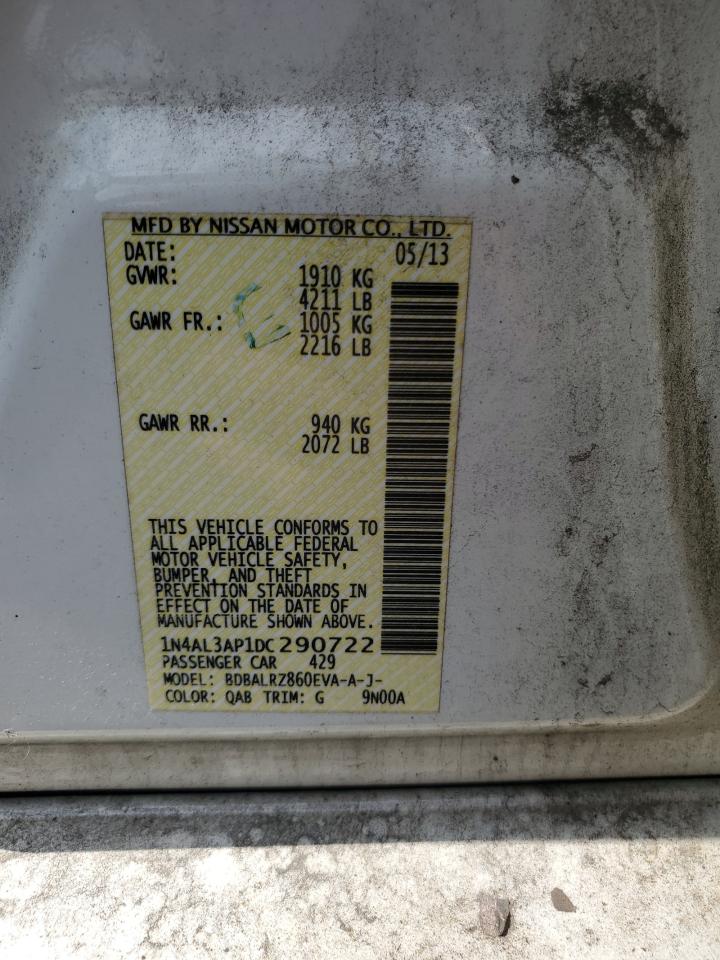 MFD BY NISSAN MOTOR CO., LTD.
DATE: 05/13
GVWR: 1910 KG
4211 LB
GAWR FR.: 1005 KG
2216 LB
GAWR RR.: 940 KG
2072 LB
THIS VEHICLE CONFORMS TO
ALL APPLICABLE FEDERAL
MOTOR VEHICLE SAFETY,
BUMPER, AND THEFT
PREVENTION STANDARDS IN
EFFECT ON THE DATE OF
MANUFACTURE SHOWN ABOVE.
1N4AL3AP1DC290722
PASSENGER CAR 429
MODEL: BDBALRZ860EVA-A-J-
COLOR: QAB TRIM: G 9N00A